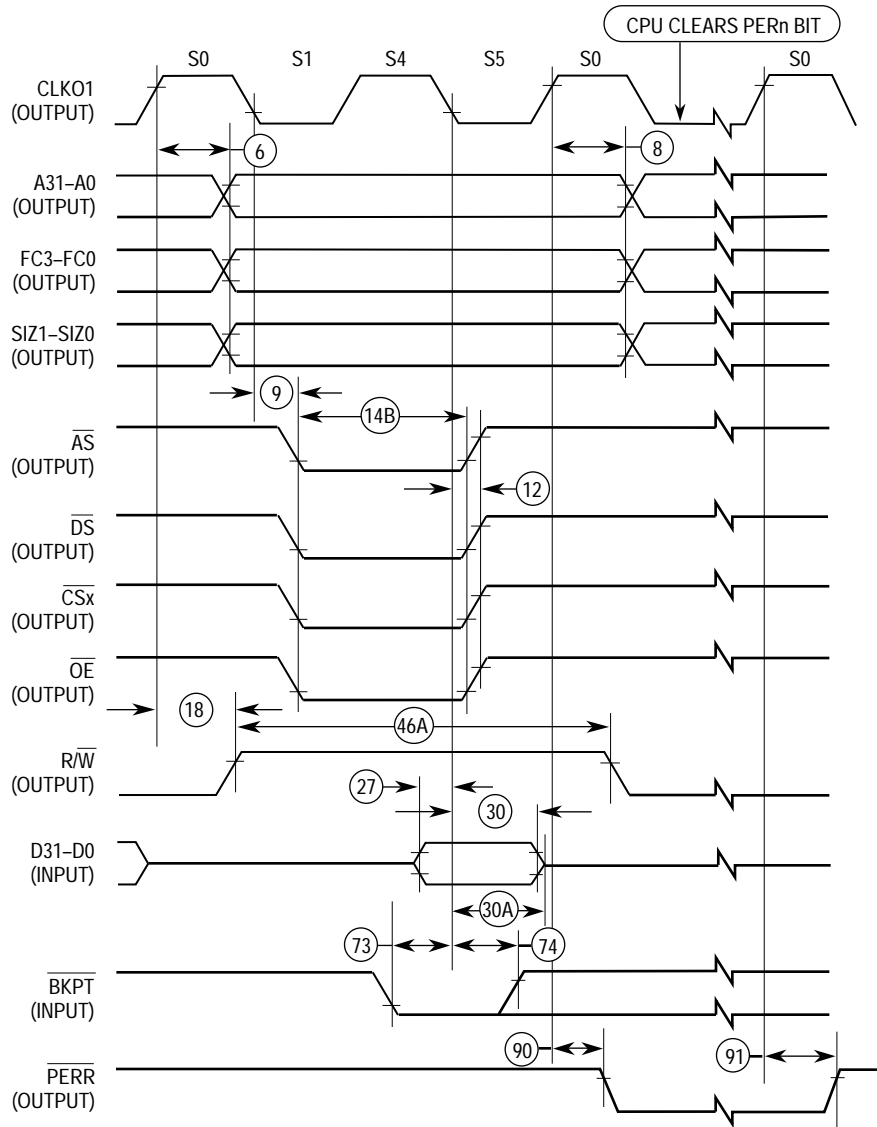 CPU CLEARS PERn BIT
S0 S1 S4 S5 S0 S0
CLKO1
(OUTPUT)
6 8
A31–A0
(OUTPUT)
FC3–FC0
(OUTPUT)
SIZ1–SIZ0
(OUTPUT)
9
14B
AS
(OUTPUT)
12
DS
(OUTPUT)
CSx
(OUTPUT)
OE
(OUTPUT)
18
46A
R/W
(OUTPUT)
27
30
D31–D0
(INPUT)
30A
73 74
BKPT
(INPUT)
90 91
PERR
(OUTPUT)